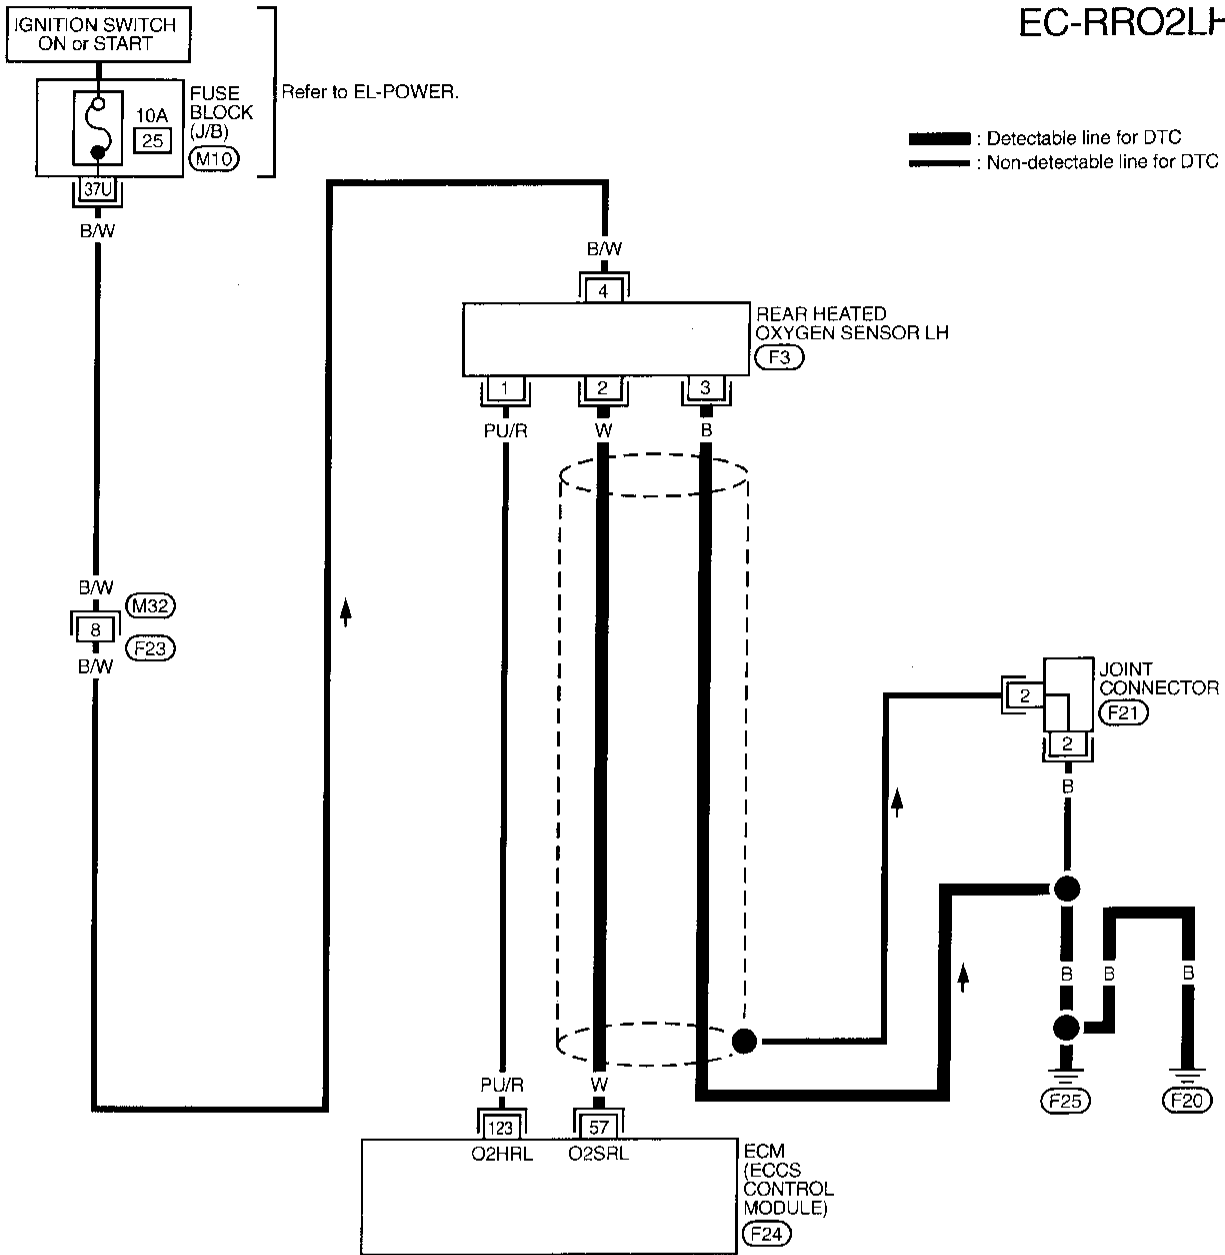 EC-RRO2LH
IGNITION SWITCH
ON or START
FUSE
BLOCK
(J/B)
M10
10A
25
Refer to EL-POWER.
: Detectable line for DTC
: Non-detectable line for DTC
37U
B/W
B/W
4
REAR HEATED
OXYGEN SENSOR LH
F3
1
2
3
PU/R
W
B
B/W
M32
8
F23
B/W
JOINT
CONNECTOR
F21
2
2
B
B
B
B
PU/R
W
F25
F20
123
57
O2HRL
O2SRL
ECM
(ECCS
CONTROL
MODULE)
F24